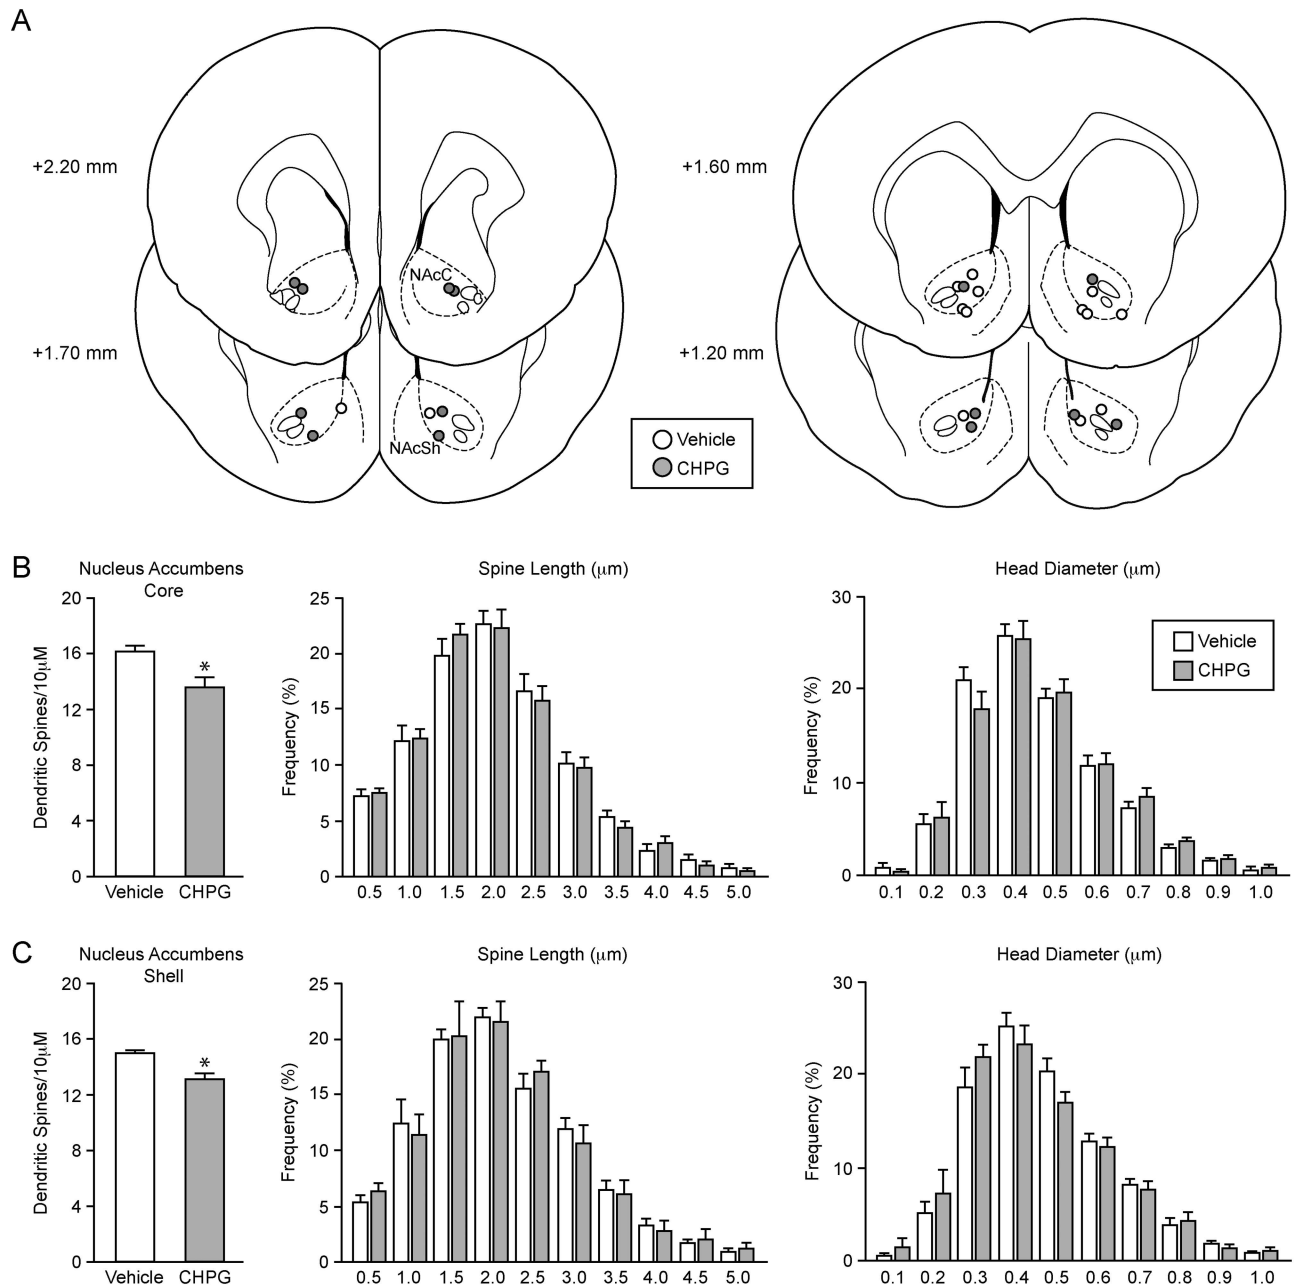 A
+2.20 mm
+1.60 mm
NAcC
+1.70 mm
+1.20 mm
NAcSh
Vehicle
CHPG
B
Nucleus Accumbens
Core
Spine Length (μm)
Head Diameter (μm)
Dendritic Spines/10μM
20
16
12
8
4
0
*
Vehicle CHPG
Frequency (%)
25
20
15
10
5
0
0.5 1.0 1.5 2.0 2.5 3.0 3.5 4.0 4.5 5.0
Frequency (%)
30
20
10
0
0.1 0.2 0.3 0.4 0.5 0.6 0.7 0.8 0.9 1.0
Vehicle
CHPG
C
Nucleus Accumbens
Shell
Spine Length (μm)
Head Diameter (μm)
Dendritic Spines/10μM
20
16
12
8
4
0
*
Vehicle CHPG
Frequency (%)
25
20
15
10
5
0
0.5 1.0 1.5 2.0 2.5 3.0 3.5 4.0 4.5 5.0
Frequency (%)
30
20
10
0
0.1 0.2 0.3 0.4 0.5 0.6 0.7 0.8 0.9 1.0